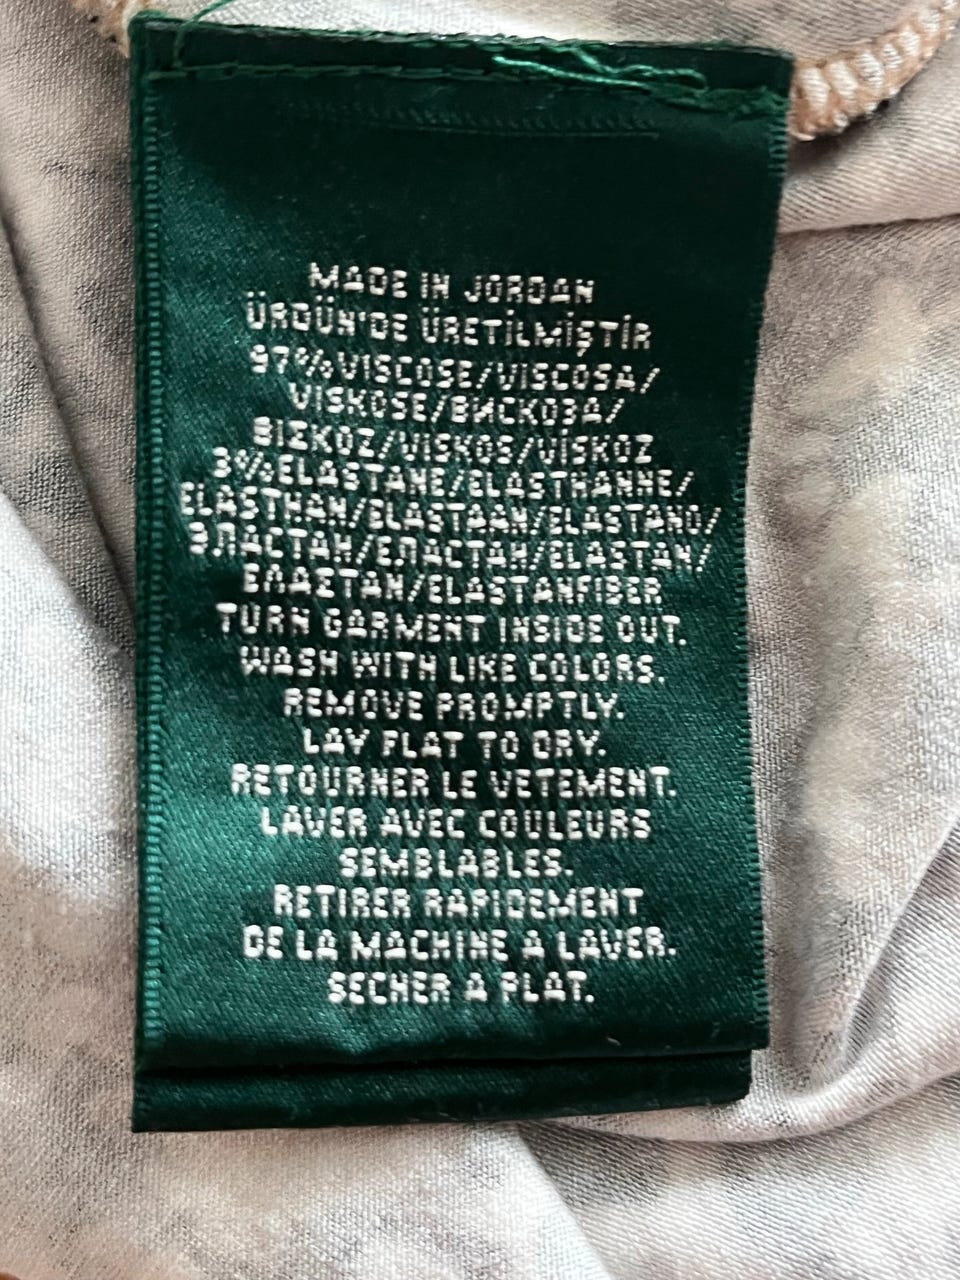 MADE IN JORDAN
ÜRDÜN'DE ÜRETİLMİŞTİR
97%VISCOSE/VISCOSA/
VISKOSE/ВИСКОЗА/
ΒΙΣΚΟΖ/VISKOS/VİSKOZ
3%ELASTANE/ELASTHANNE/
ELASTHAN/ELASTAAN/ELASTANO/
ЭЛАСТАН/ЕЛАСТАН/ELASTAN/
ΕΛΑΣΤΑΝ/ELASTANFIBER
TURN GARMENT INSIDE OUT.
WASH WITH LIKE COLORS.
REMOVE PROMPTLY.
LAY FLAT TO DRY.
RETOURNER LE VETEMENT.
LAVER AVEC COULEURS
SEMBLABLES.
RETIRER RAPIDEMENT
DE LA MACHINE A LAVER.
SECHER A PLAT.